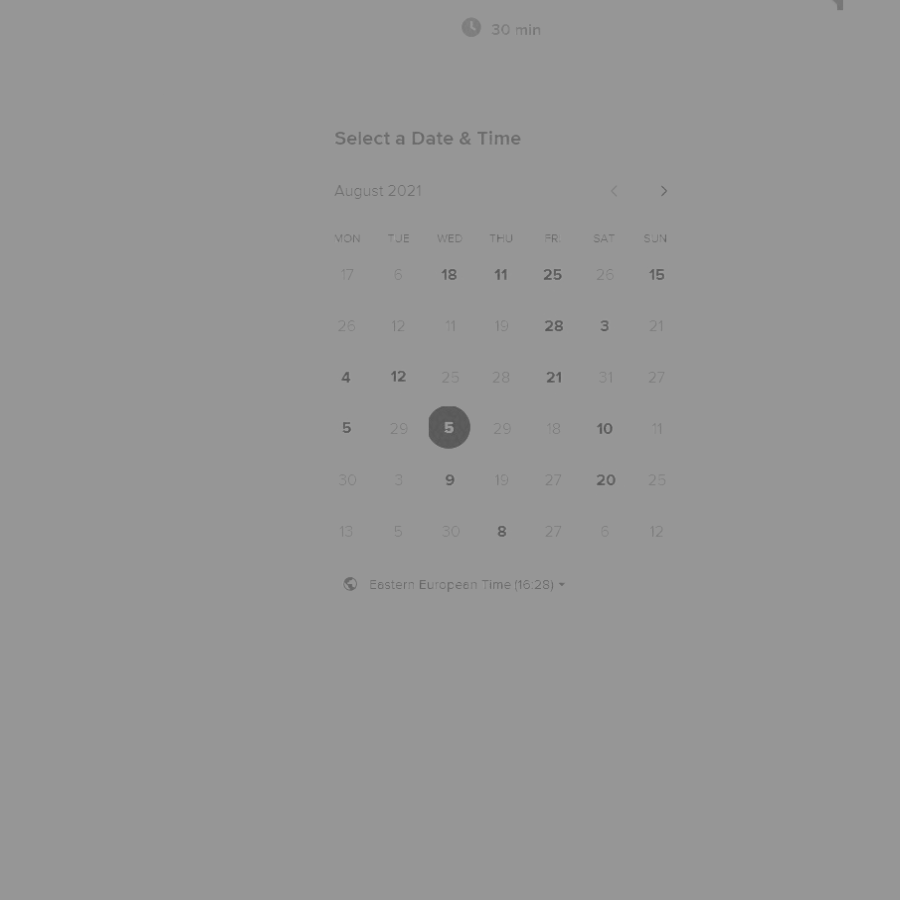 30 min
Select a Date & Time
August 2021
MON TUE WED THU FRI SAT SUN
17 6 18 11 25 26 15
26 12 11 19 28 3 21
4 12 25 28 21 31 27
5 29 5 29 18 10 11
30 3 9 19 27 20 25
13 5 30 8 27 6 12
Eastern European Time (16:28)